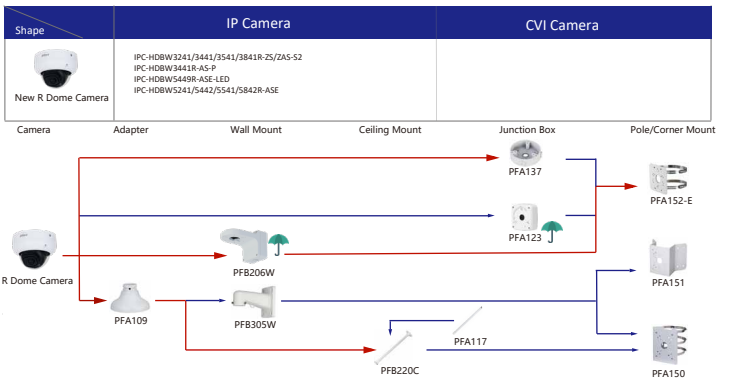 Shape
IP Camera
CVI Camera
New R Dome Camera
IPC-HDBW3241/3441/3541/3841R-ZS/ZAS-S2
IPC-HDBW3441R-AS-P
IPC-HDBW5449R-ASE-LED
IPC-HDBW5241/5442/5541/5842R-ASE
Camera
Adapter
Wall Mount
Ceiling Mount
Junction Box
Pole/Corner Mount
PFA137
PFA152-E
PFA123
R Dome Camera
PFB206W
PFA151
PFA109
PFB305W
PFA117
PFB220C
PFA150